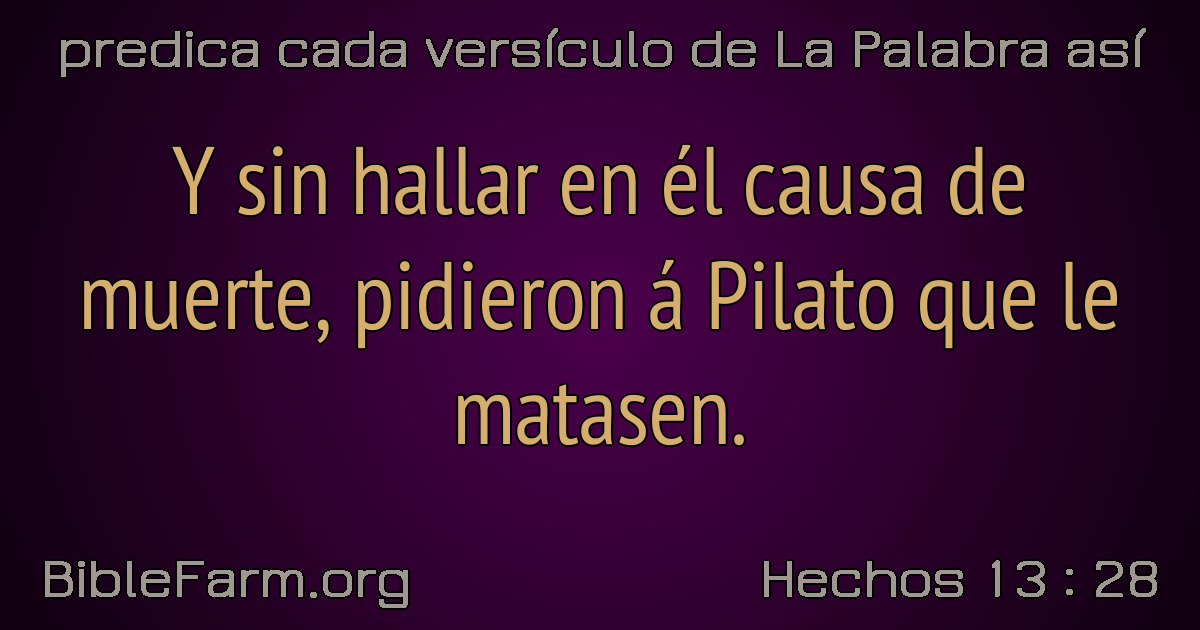 predica cada versículo de La Palabra así
Y sin hallar en él causa de
muerte, pidieron á Pilato que le
matasen.
BibleFarm.org
Hechos 13 : 28